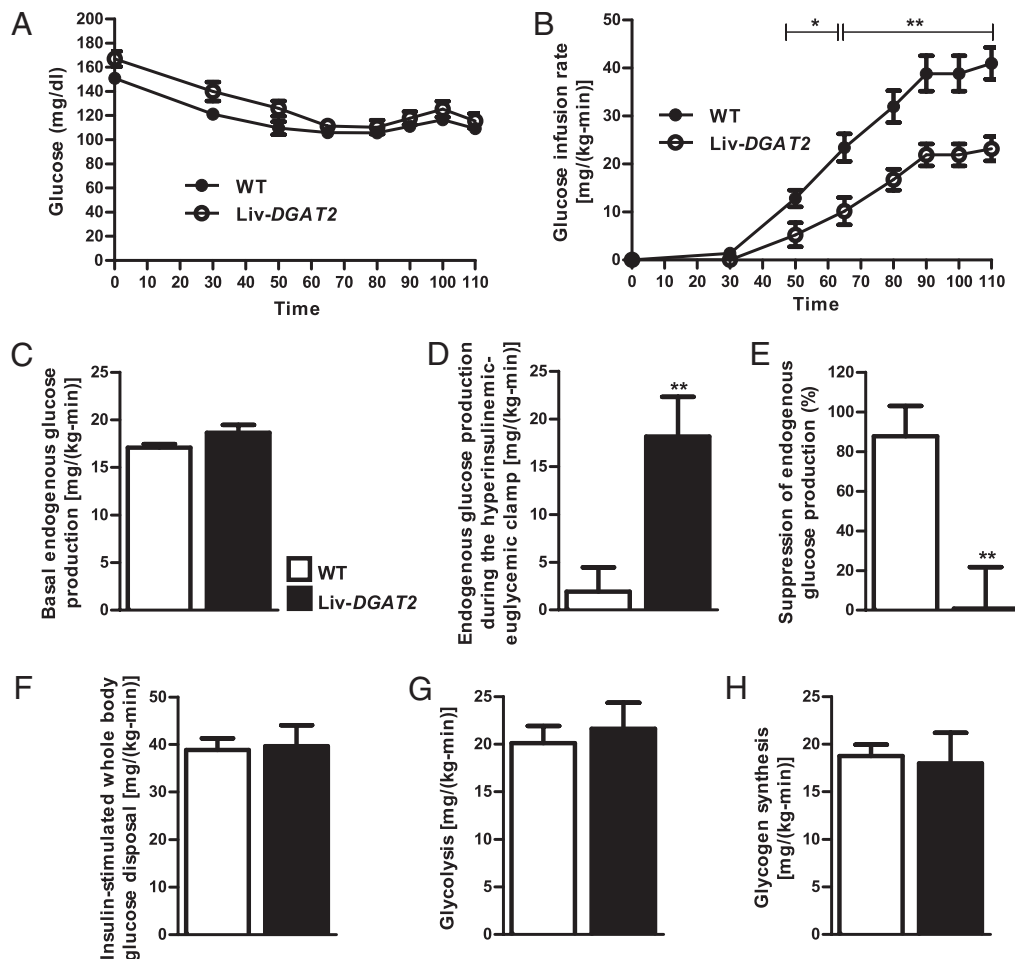 A
200
180
160
140
120
100
80
60
40
20
0
Glucose (mg/dl)
WT
Liv-DGAT2
0 10 20 30 40 50 60 70 80 90 100 110
Time
B
* **
50
40
30
20
10
0
Glucose infusion rate
[mg/(kg-min)]
WT
Liv-DGAT2
0 10 20 30 40 50 60 70 80 90 100 110
Time
C
25
20
15
10
5
0
Basal endogenous glucose
production [mg/(kg-min)]
WT
Liv-DGAT2
D
25
20
15
10
5
0
Endogenous glucose production
during the hyperinsulinemic-
euglycemic clamp [mg/(kg-min)]
**
E
120
100
80
60
40
20
0
Suppression of endogenous
glucose production (%)
**
F
50
40
30
20
10
0
Insulin-stimulated whole body
glucose disposal [mg/(kg-min)]
G
25
20
15
10
5
0
Glycolysis [mg/(kg-min)]
H
25
20
15
10
5
0
Glycogen synthesis
[mg/(kg-min)]